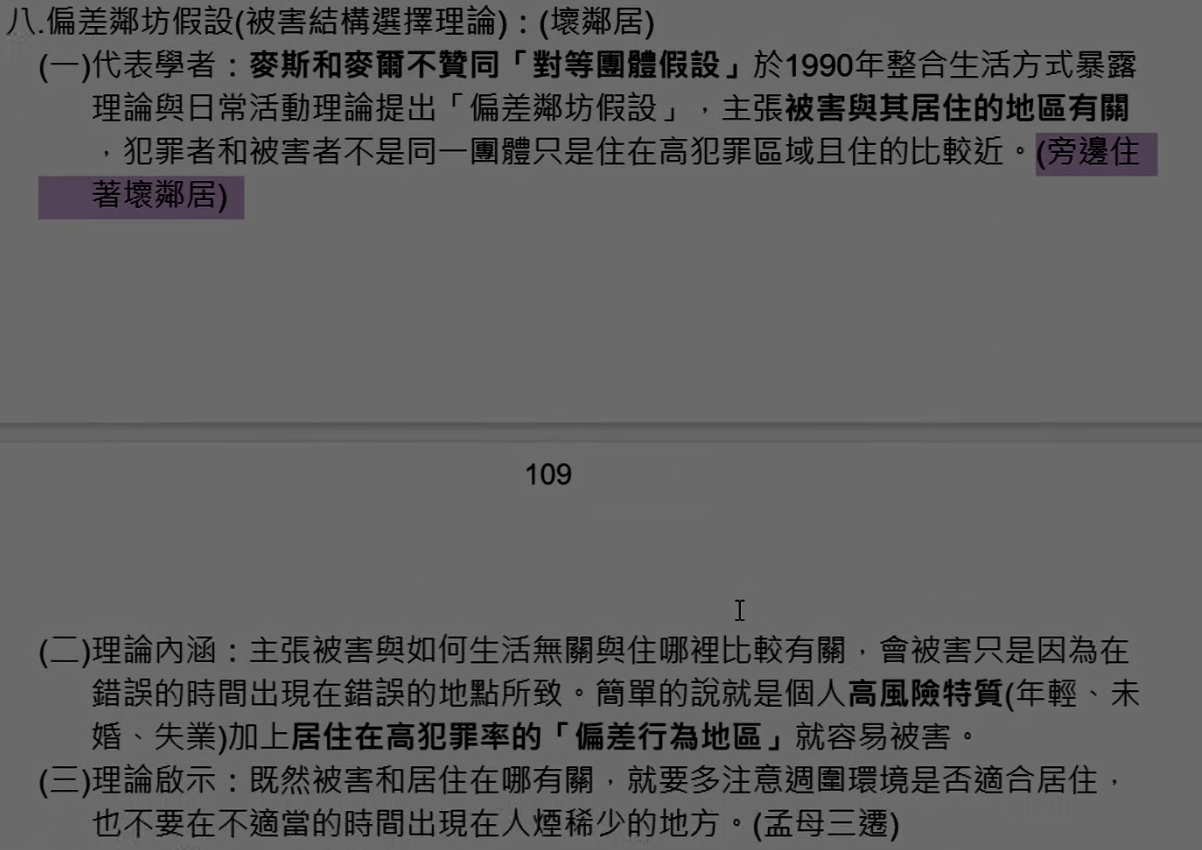 八.偏差鄰坊假設(被害結構選擇理論)：(壞鄰居)
(一)代表學者：麥斯和麥爾不贊同「對等團體假設」於1990年整合生活方式暴露
理論與日常活動理論提出「偏差鄰坊假設」，主張被害與其居住的地區有關
，犯罪者和被害者不是同一團體只是住在高犯罪區域且住的比較近。(旁邊住
著壞鄰居)
109
(二)理論內涵：主張被害與如何生活無關與住哪裡比較有關，會被害只是因為在
錯誤的時間出現在錯誤的地點所致。簡單的說就是個人高風險特質(年輕、未
婚、失業)加上居住在高犯罪率的「偏差行為地區」就容易被害。
(三)理論啟示：既然被害和居住在哪有關，就要多注意週圍環境是否適合居住，
也不要在不適當的時間出現在人煙稀少的地方。(孟母三遷)